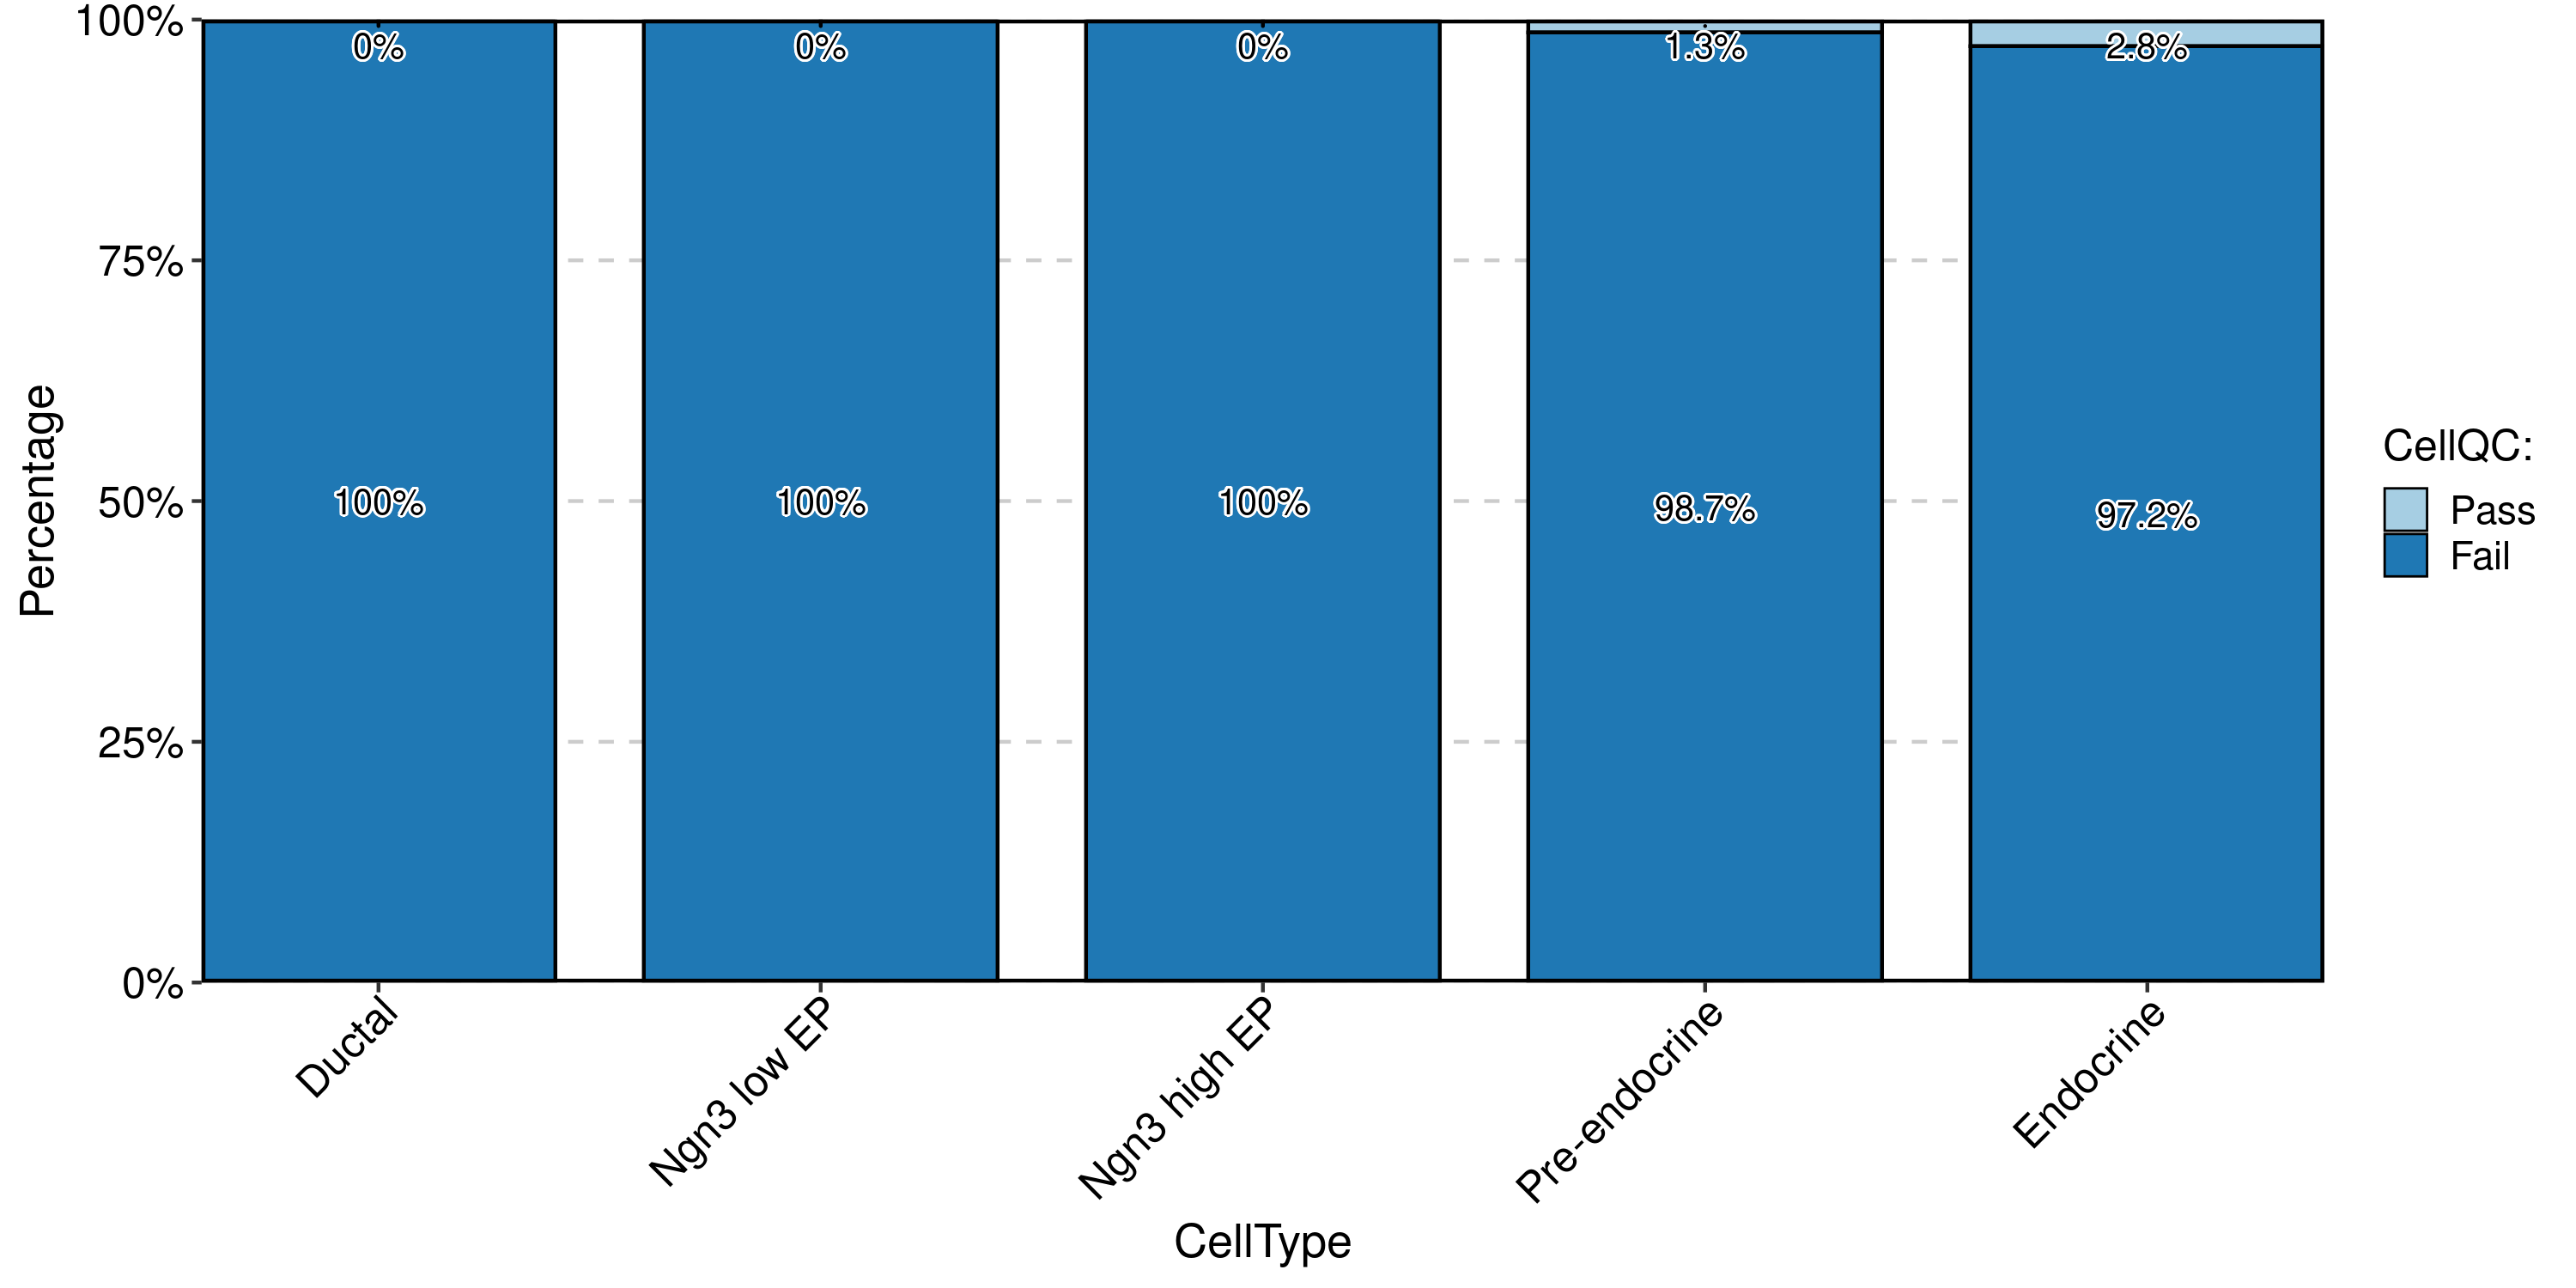 100%
75%
50%
25%
0%
Percentage
0%
0%
0%
1.3%
2.8%
100%
100%
100%
98.7%
97.2%
Ductal
Ngn3 low EP
Ngn3 high EP
Pre-endocrine
Endocrine
CellType
CellQC:
Pass
Fail